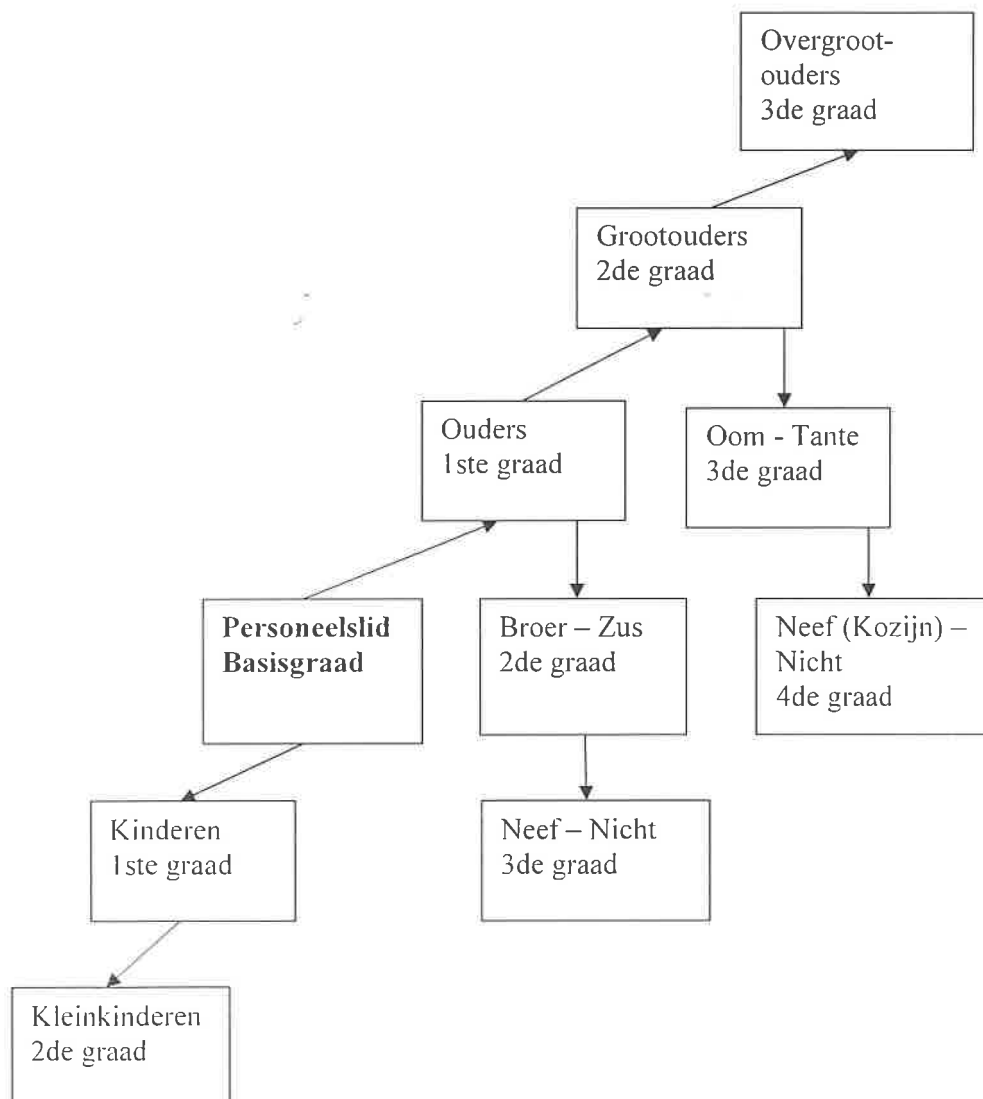 Overgroot-
ouders
3de graad
Grootouders
2de graad
Ouders
1ste graad
Oom - Tante
3de graad
Personeelslid
Basisgraad
Broer – Zus
2de graad
Neef (Kozijn) –
Nicht
4de graad
Kinderen
1ste graad
Neef – Nicht
3de graad
Kleinkinderen
2de graad